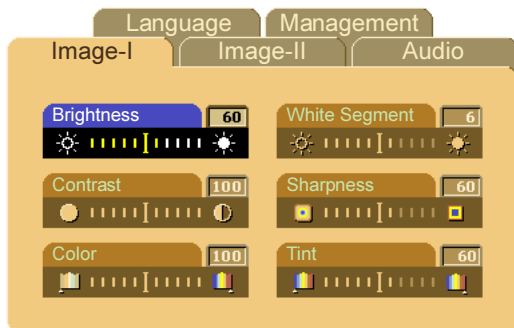 Language Management
Image-I Image-II Audio
Brightness 60 White Segment 6
Contrast 100 Sharpness 60
Color 100 Tint 60